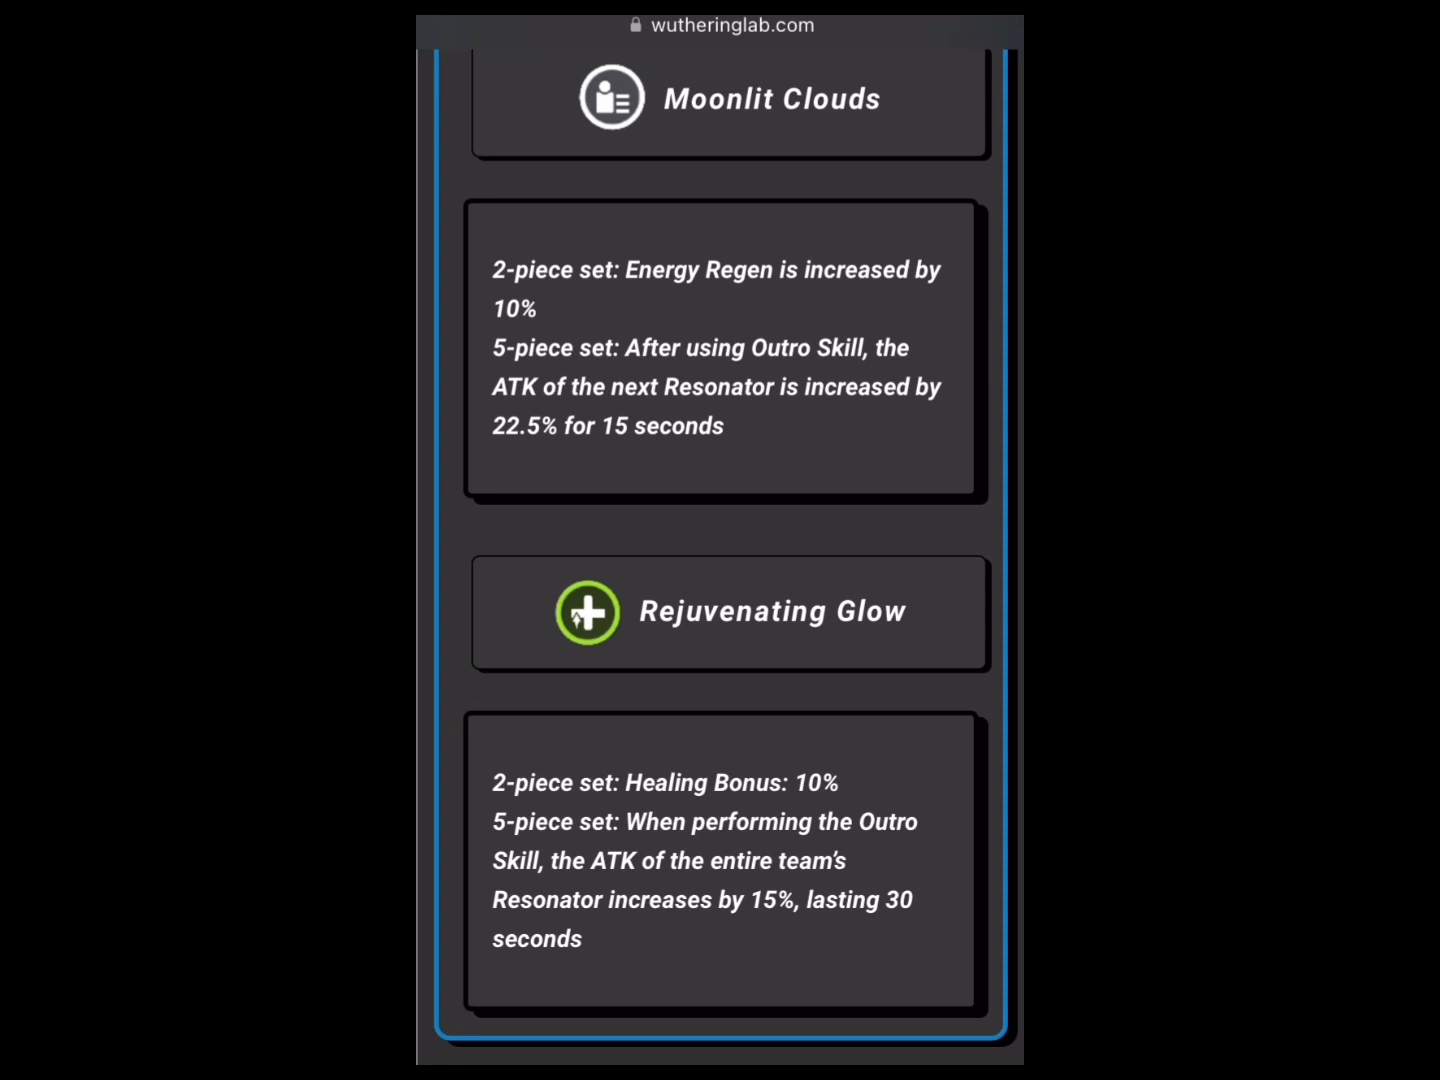 wutheringlab.com
Moonlit Clouds
2-piece set: Energy Regen is increased by
10%
5-piece set: After using Outro Skill, the
ATK of the next Resonator is increased by
22.5% for 15 seconds
Rejuvenating Glow
2-piece set: Healing Bonus: 10%
5-piece set: When performing the Outro
Skill, the ATK of the entire team’s
Resonator increases by 15%, lasting 30
seconds